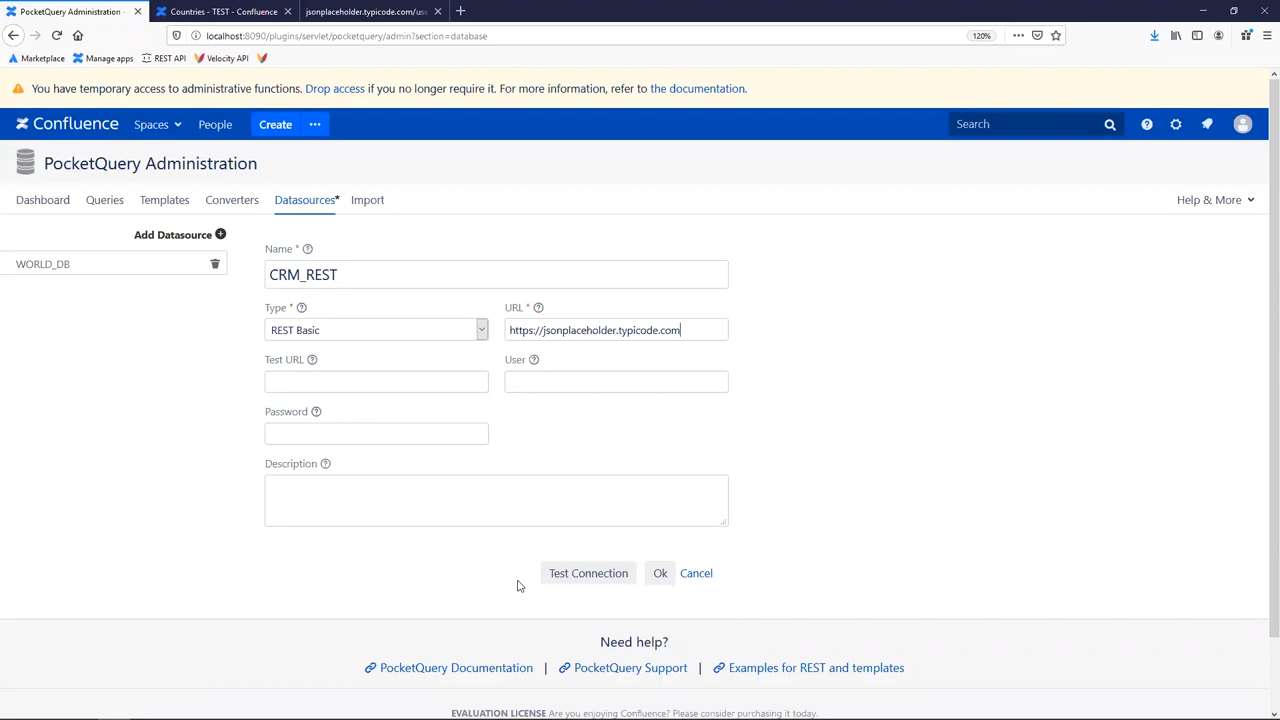 PocketQuery Administration -
Countries - TEST - Confluence
jsonplaceholder.typicode.com/use
localhost:8090/plugins/servlet/pocketquery/admin?section=database
120%
Marketplace
Manage apps
REST API
Velocity API
You have temporary access to administrative functions. Drop access if you no longer require it. For more information, refer to the documentation.
Confluence
Spaces
People
Create
Search
PocketQuery Administration
Dashboard
Queries
Templates
Converters
Datasources*
Import
Help & More
Add Datasource
WORLD_DB
Name *
CRM_REST
Type *
URL *
REST Basic
https://jsonplaceholder.typicode.com
Test URL
User
Password
Description
Test Connection
Ok
Cancel
Need help?
PocketQuery Documentation | PocketQuery Support | Examples for REST and templates
EVALUATION LICENSE Are you enjoying Confluence? Please consider purchasing it today.